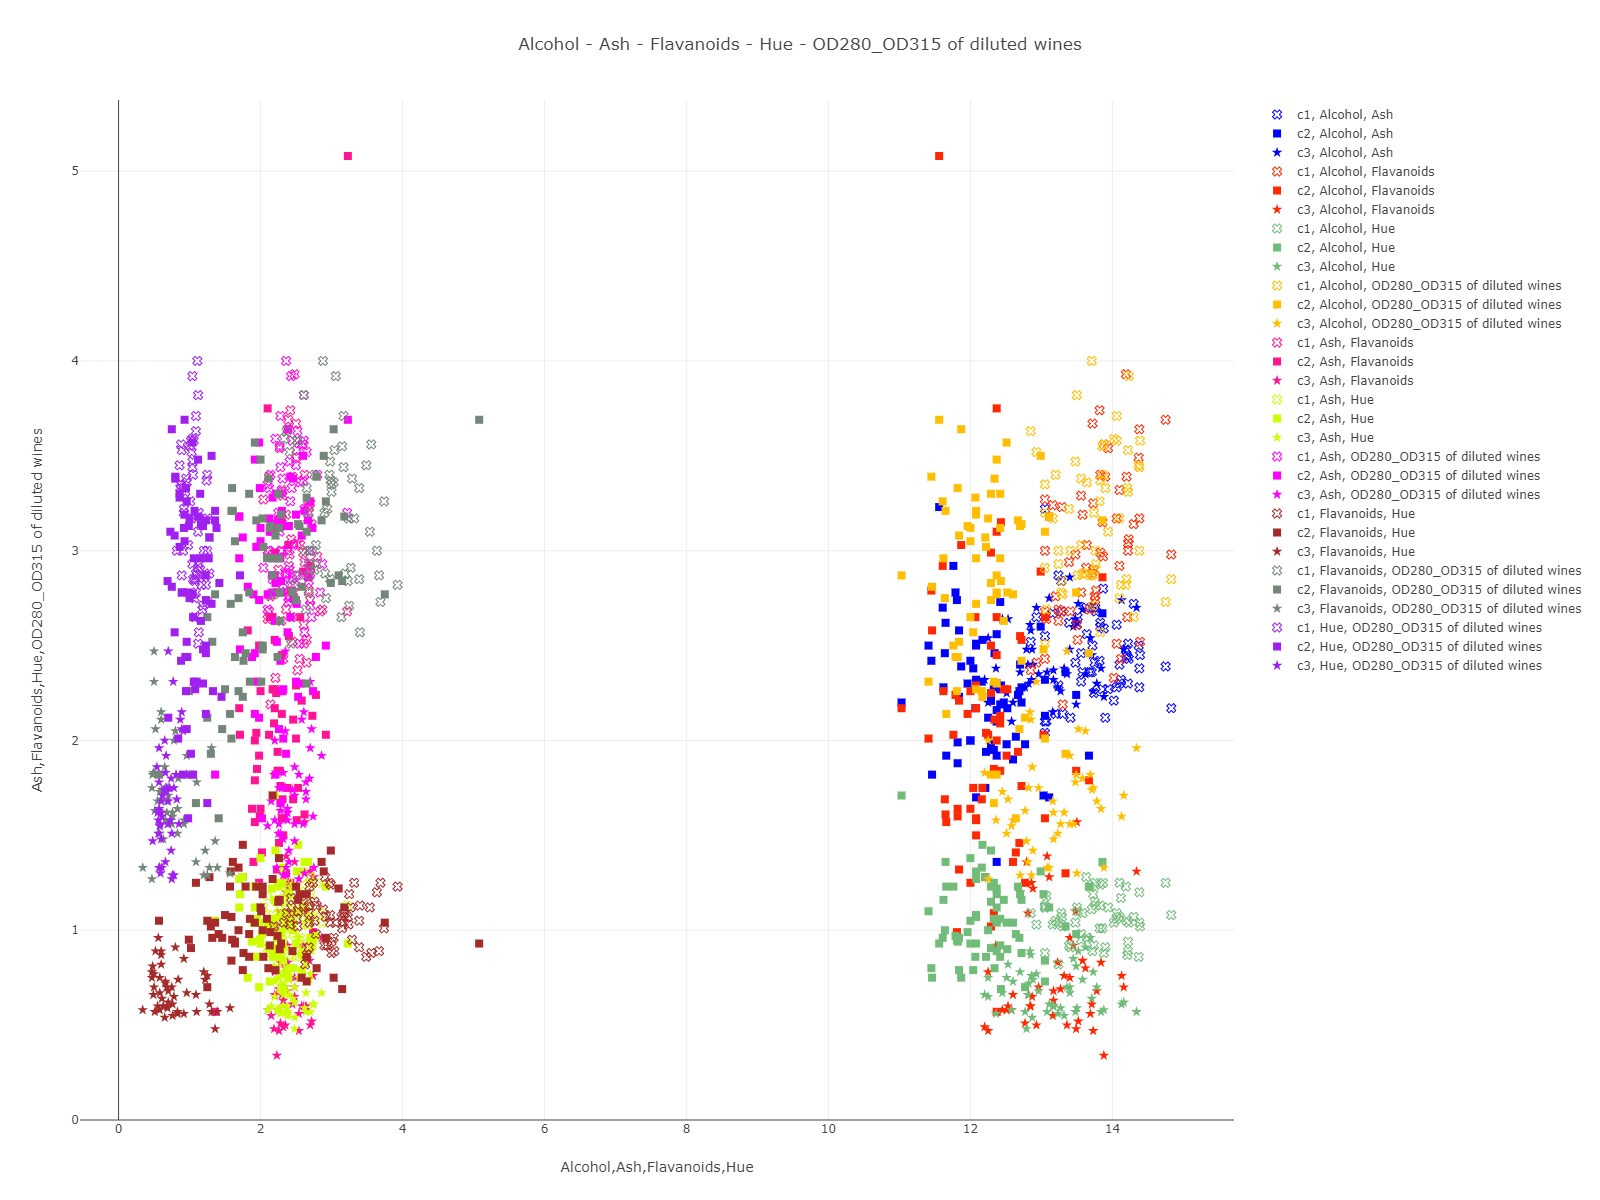 Alcohol - Ash - Flavanoids - Hue - OD280_OD315 of diluted wines
Ash,Flavanoids,Hue,OD280_OD315 of diluted wines
5
4
3
2
1
0
0 2 4 6 8 10 12 14
Alcohol,Ash,Flavanoids,Hue
c1, Alcohol, Ash
c2, Alcohol, Ash
c3, Alcohol, Ash
c1, Alcohol, Flavanoids
c2, Alcohol, Flavanoids
c3, Alcohol, Flavanoids
c1, Alcohol, Hue
c2, Alcohol, Hue
c3, Alcohol, Hue
c1, Alcohol, OD280_OD315 of diluted wines
c2, Alcohol, OD280_OD315 of diluted wines
c3, Alcohol, OD280_OD315 of diluted wines
c1, Ash, Flavanoids
c2, Ash, Flavanoids
c3, Ash, Flavanoids
c1, Ash, Hue
c2, Ash, Hue
c3, Ash, Hue
c1, Ash, OD280_OD315 of diluted wines
c2, Ash, OD280_OD315 of diluted wines
c3, Ash, OD280_OD315 of diluted wines
c1, Flavanoids, Hue
c2, Flavanoids, Hue
c3, Flavanoids, Hue
c1, Flavanoids, OD280_OD315 of diluted wines
c2, Flavanoids, OD280_OD315 of diluted wines
c3, Flavanoids, OD280_OD315 of diluted wines
c1, Hue, OD280_OD315 of diluted wines
c2, Hue, OD280_OD315 of diluted wines
c3, Hue, OD280_OD315 of diluted wines